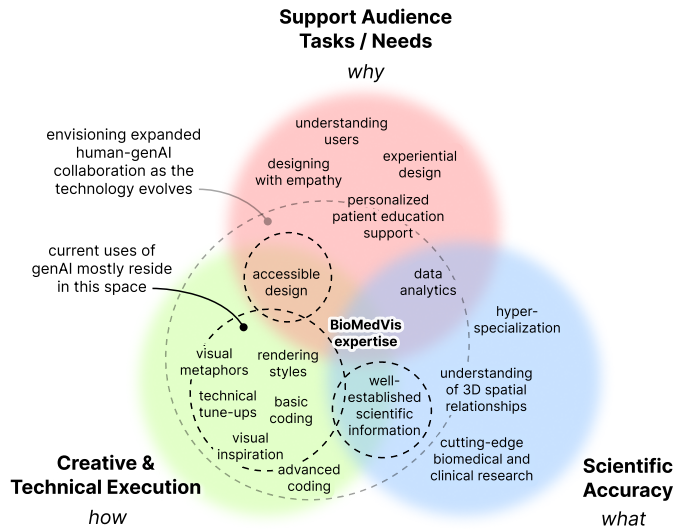 Support Audience
Tasks / Needs
why
envisioning expanded
human-genAI
collaboration as the
technology evolves
understanding
users
designing
with empathy
experiential
design
personalized
patient education
support
current uses of
genAI mostly reside
in this space
accessible
design
data
analytics
hyper-
specialization
BioMedVis
expertise
visual
metaphors
rendering
styles
technical
tune-ups
basic
coding
visual
inspiration
advanced
coding
well-
established
scientific
information
understanding
of 3D spatial
relationships
cutting-edge
biomedical and
clinical research
Creative &
Technical Execution
how
Scientific
Accuracy
what